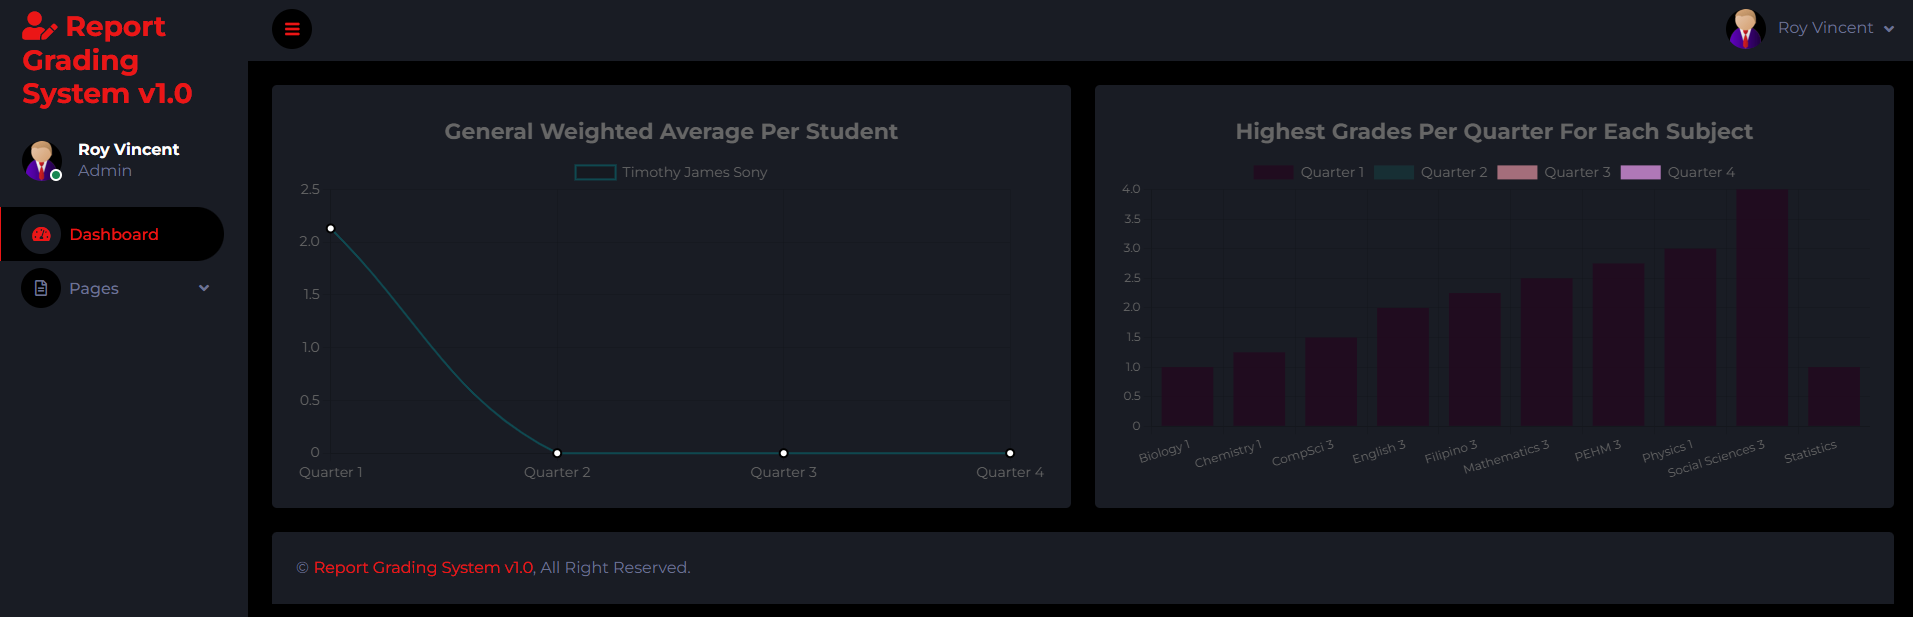 Report
Grading
System v1.0
Roy Vincent
Admin
Dashboard
Pages
Roy Vincent
General Weighted Average Per Student
Timothy James Sony
2.5
2.0
1.5
1.0
0.5
0
Quarter 1 Quarter 2 Quarter 3 Quarter 4
Highest Grades Per Quarter For Each Subject
Quarter 1 Quarter 2 Quarter 3 Quarter 4
4.0
3.5
3.0
2.5
2.0
1.5
1.0
0.5
0
Biology 1 Chemistry 1 CompSci 3 English 3 Filipino 3 Mathematics 3 PEHM 3 Physics 1 Social Sciences 3 Statistics
© Report Grading System v1.0, All Right Reserved.